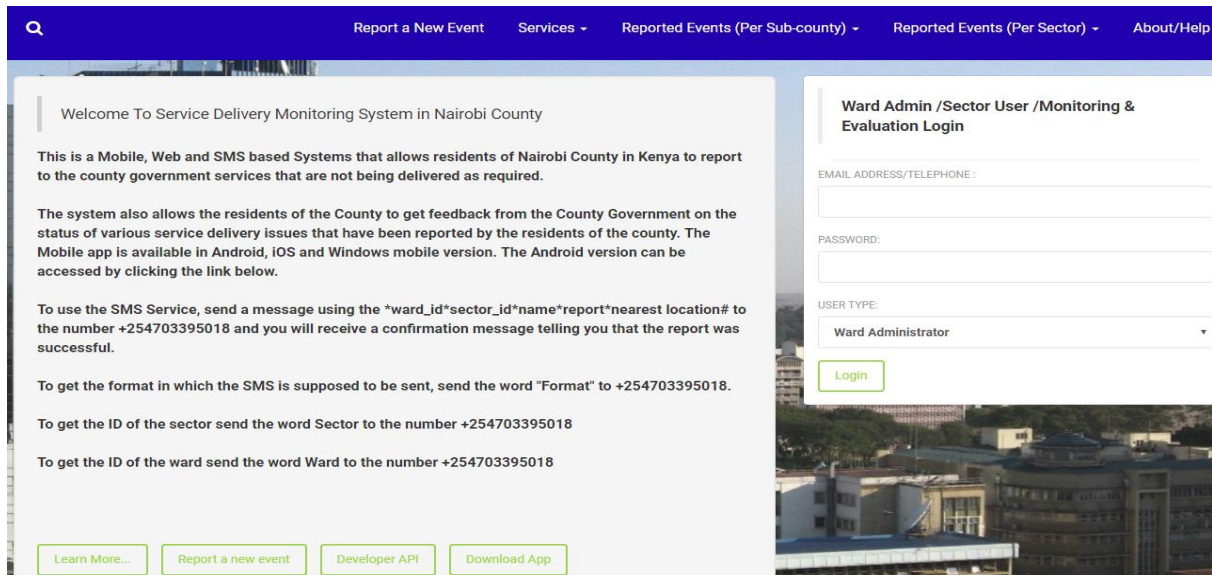 Report a New Event Services Reported Events (Per Sub-county) Reported Events (Per Sector) About/Help
Welcome To Service Delivery Monitoring System in Nairobi County
This is a Mobile, Web and SMS based Systems that allows residents of Nairobi County in Kenya to report
to the county government services that are not being delivered as required.
The system also allows the residents of the County to get feedback from the County Government on the
status of various service delivery issues that have been reported by the residents of the county. The
Mobile app is available in Android, iOS and Windows mobile version. The Android version can be
accessed by clicking the link below.
To use the SMS Service, send a message using the *ward_id*sector_id*name*report*nearest location# to
the number +254703395018 and you will receive a confirmation message telling you that the report was
successful.
To get the format in which the SMS is supposed to be sent, send the word "Format" to +254703395018.
To get the ID of the sector send the word Sector to the number +254703395018
To get the ID of the ward send the word Ward to the number +254703395018
Learn More... Report a new event Developer API Download App
Ward Admin /Sector User /Monitoring &
Evaluation Login
EMAIL ADDRESS/TELEPHONE :
PASSWORD:
USER TYPE:
Ward Administrator
Login